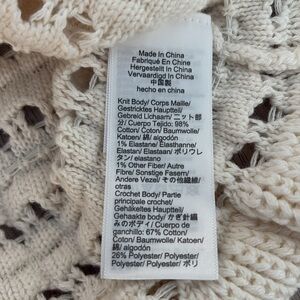 Made In China
Fabriqué En Chine
Hergestellt In China
Vervaardigd In China
中国製
hecho en china
Knit Body/ Corps Maille/
Gestricktes Hauptteil/
Gebreid Lichaam/ ニット部
分/ Cuerpo Tejido: 98%
Cotton/ Coton/ Baumwolle/
Katoen/ 綿/ algodón
1% Elastane/ Elasthanne/
Elastan/ Elastaan/ ポリウレ
タン/ elastano
1% Other Fiber/ Autre
Fibre/ Sonstige Fasern/
Andere Vezel/ その他繊維/
otras
Crochet Body/ Partie
principale crochet/
Gehäkeltes Hauptteil/
Gehaakte body/ かぎ針編
みのボディ/ Cuerpo de
ganchillo: 67% Cotton/
Coton/ Baumwolle/ Katoen/
綿/ algodón
26% Polyester/ Polyester/
Polyester/ Polyester/ ポリ